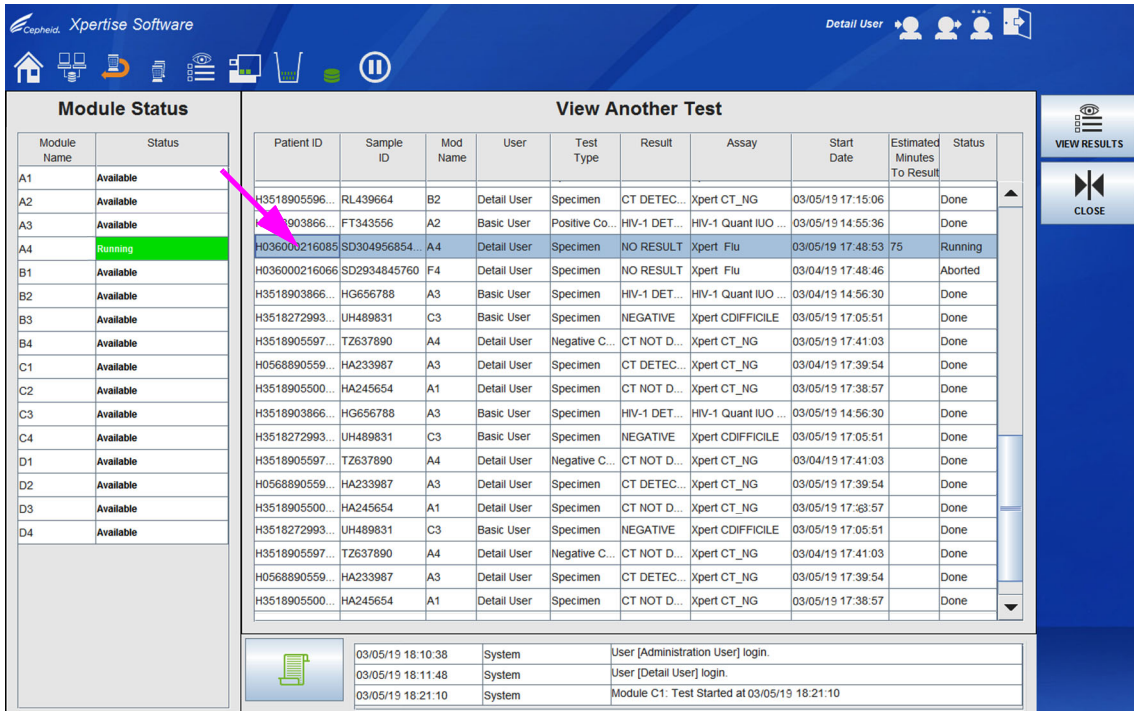 Cepheid. Xpertise Software
Detail User
Module Status
Module Name Status
A1 Available
A2 Available
A3 Available
A4 Running
B1 Available
B2 Available
B3 Available
B4 Available
C1 Available
C2 Available
C3 Available
C4 Available
D1 Available
D2 Available
D3 Available
D4 Available
View Another Test
Patient ID Sample ID Mod Name User Test Type Result Assay Start Date Estimated Minutes To Result Status
H3518905596... RL439664 B2 Detail User Specimen CT DETEC... Xpert CT_NG 03/05/19 17:15:06 Done
903866... FT343556 A2 Basic User Positive Co... HIV-1 DET... HIV-1 Quant IUO ... 03/05/19 14:55:36 Done
H036000216085 SD304956854... A4 Detail User Specimen NO RESULT Xpert Flu 03/05/19 17:48:53 75 Running
H036000216066 SD2934845760 F4 Detail User Specimen NO RESULT Xpert Flu 03/04/19 17:48:46 Aborted
H3518903866... HG656788 A3 Basic User Specimen HIV-1 DET... HIV-1 Quant IUO ... 03/04/19 14:56:30 Done
H3518272993... UH489831 C3 Basic User Specimen NEGATIVE Xpert CDIFFICILE 03/05/19 17:05:51 Done
H3518905597... TZ637890 A4 Detail User Negative C... CT NOT D... Xpert CT_NG 03/05/19 17:41:03 Done
H0568890559... HA233987 A3 Detail User Specimen CT DETEC... Xpert CT_NG 03/04/19 17:39:54 Done
H3518905500... HA245654 A1 Detail User Specimen CT NOT D... Xpert CT_NG 03/05/19 17:38:57 Done
H3518903866... HG656788 A3 Basic User Specimen HIV-1 DET... HIV-1 Quant IUO ... 03/05/19 14:56:30 Done
H3518272993... UH489831 C3 Basic User Specimen NEGATIVE Xpert CDIFFICILE 03/05/19 17:05:51 Done
H3518905597... TZ637890 A4 Detail User Negative C... CT NOT D... Xpert CT_NG 03/04/19 17:41:03 Done
H0568890559... HA233987 A3 Detail User Specimen CT DETEC... Xpert CT_NG 03/05/19 17:39:54 Done
H3518905500... HA245654 A1 Detail User Specimen CT NOT D... Xpert CT_NG 03/05/19 Done
H3518272993... UH489831 C3 Basic User Specimen NEGATIVE Xpert CDIFFICILE 03/05/19 17:05:51 Done
H3518905597... TZ637890 A4 Detail User Negative C... CT NOT D... Xpert CT_NG 03/04/19 17:41:03 Done
H0568890559... HA233987 A3 Detail User Specimen CT DETEC... Xpert CT_NG 03/05/19 17:39:54 Done
H3518905500... HA245654 A1 Detail User Specimen CT NOT D... Xpert CT_NG 03/05/19 17:38:57 Done
03/05/19 18:10:38 System User [Administration User] login.
03/05/19 18:11:48 System User [Detail User] login.
03/05/19 18:21:10 System Module C1: Test Started at 03/05/19 18:21:10
VIEW RESULTS
CLOSE